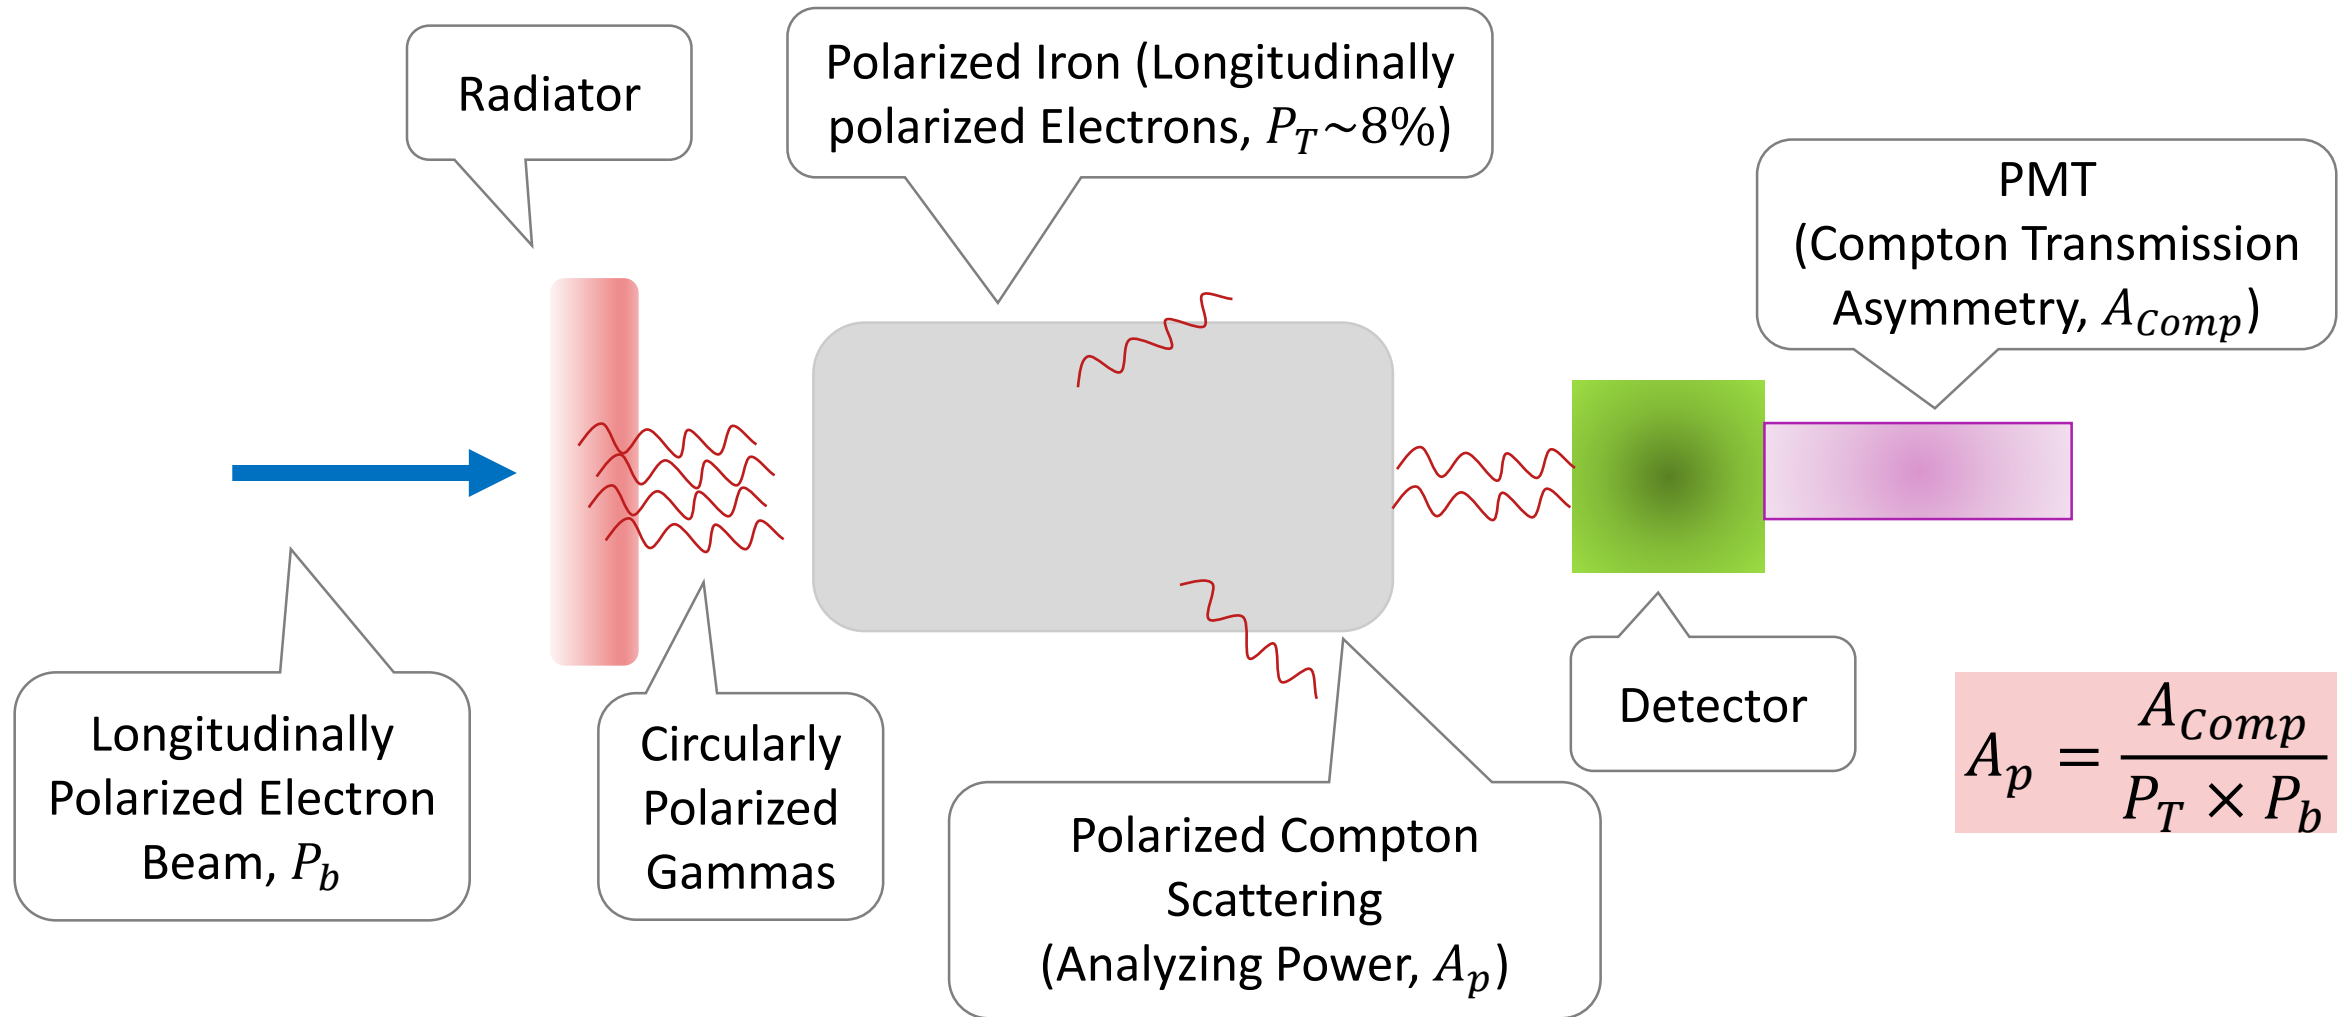 Radiator
Polarized Iron (Longitudinally
polarized Electrons, P_T~8%)
PMT
(Compton Transmission
Asymmetry, A_Comp)
Longitudinally
Polarized Electron
Beam, P_b
Circularly
Polarized
Gammas
Polarized Compton
Scattering
(Analyzing Power, A_p)
Detector
A_p = A_Comp / (P_T × P_b)